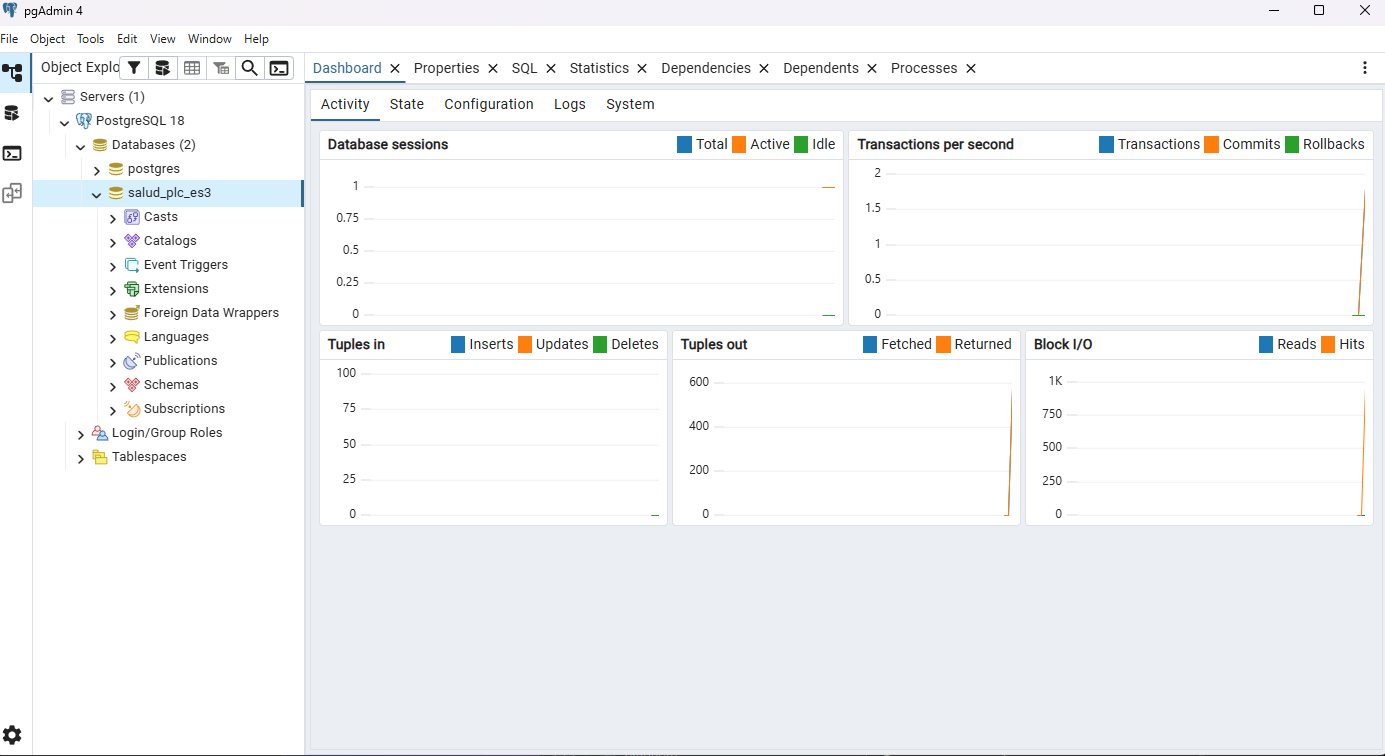 pgAdmin 4
File Object Tools Edit View Window Help
Object Explo
Dashboard Properties SQL Statistics Dependencies Dependents Processes
Servers (1)
PostgreSQL 18
Databases (2)
postgres
salud_plc_es3
Casts
Catalogs
Event Triggers
Extensions
Foreign Data Wrappers
Languages
Publications
Schemas
Subscriptions
Login/Group Roles
Tablespaces
Activity State Configuration Logs System
Database sessions Total Active Idle
1
0.75
0.5
0.25
0
Transactions per second Transactions Commits Rollbacks
2
1.5
1
0.5
0
Tuples in Inserts Updates Deletes
100
75
50
25
0
Tuples out Fetched Returned
600
400
200
0
Block I/O Reads Hits
1K
750
500
250
0